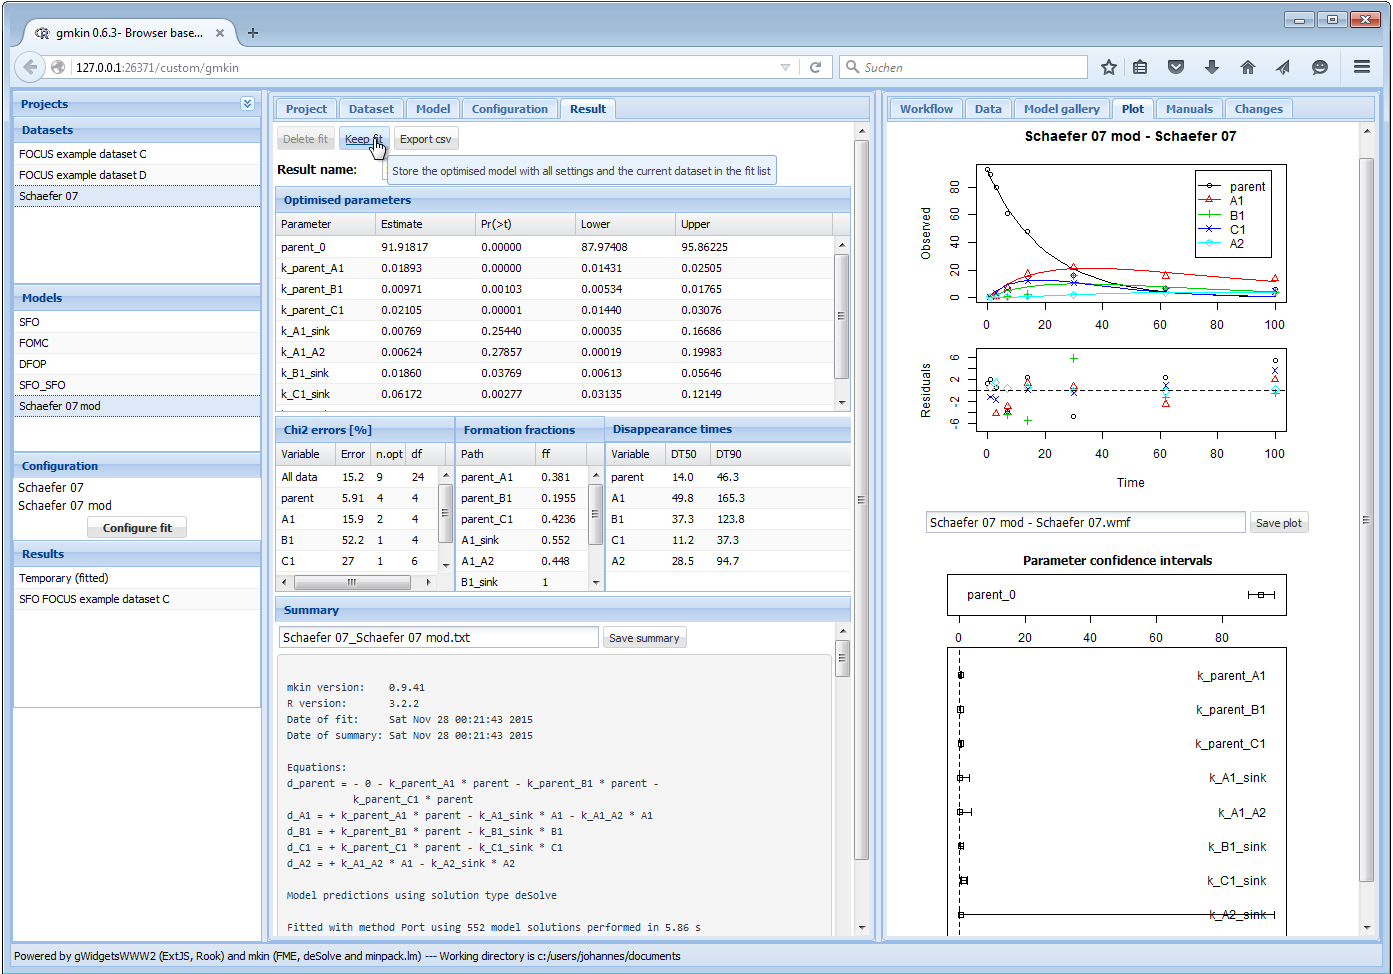 gmkin 0.6.3- Browser base...
127.0.0.1:26371/custom/gmkin
Suchen
Projects
Datasets
FOCUS example dataset C
FOCUS example dataset D
Schaefer 07
Models
SFO
FOMC
DFOP
SFO_SFO
Schaefer 07 mod
Configuration
Schaefer 07
Schaefer 07 mod
Configure fit
Results
Temporary (fitted)
SFO FOCUS example dataset C
Project Dataset Model Configuration Result
Delete fit Keep fit Export csv
Result name:
Store the optimised model with all settings and the current dataset in the fit list
Optimised parameters
Parameter Estimate Pr(>t) Lower Upper
parent_0 91.91817 0.00000 87.97408 95.86225
k_parent_A1 0.01893 0.00000 0.01431 0.02505
k_parent_B1 0.00971 0.00103 0.00534 0.01765
k_parent_C1 0.02105 0.00001 0.01440 0.03076
k_A1_sink 0.00769 0.25440 0.00035 0.16686
k_A1_A2 0.00624 0.27857 0.00019 0.19983
k_B1_sink 0.01860 0.03769 0.00613 0.05646
k_C1_sink 0.06172 0.00277 0.03135 0.12149
Chi2 errors [%]
Variable Error n.opt df
All data 15.2 9 24
parent 5.91 4 4
A1 15.9 2 4
B1 52.2 1 4
C1 27 1 6
Formation fractions
Path ff
parent_A1 0.381
parent_B1 0.1955
parent_C1 0.4236
A1_sink 0.552
A1_A2 0.448
B1_sink 1
Disappearance times
Variable DT50 DT90
parent 14.0 46.3
A1 49.8 165.3
B1 37.3 123.8
C1 11.2 37.3
A2 28.5 94.7
Summary
Schaefer 07_Schaefer 07 mod.txt Save summary
mkin version: 0.9.41
R version: 3.2.2
Date of fit: Sat Nov 28 00:21:43 2015
Date of summary: Sat Nov 28 00:21:43 2015
Equations:
d_parent = - 0 - k_parent_A1 * parent - k_parent_B1 * parent -
k_parent_C1 * parent
d_A1 = + k_parent_A1 * parent - k_A1_sink * A1 - k_A1_A2 * A1
d_B1 = + k_parent_B1 * parent - k_B1_sink * B1
d_C1 = + k_parent_C1 * parent - k_C1_sink * C1
d_A2 = + k_A1_A2 * A1 - k_A2_sink * A2
Model predictions using solution type deSolve
Fitted with method Port using 552 model solutions performed in 5.86 s
Workflow Data Model gallery Plot Manuals Changes
Schaefer 07 mod - Schaefer 07
Observed
80
60
40
20
0
parent
A1
B1
C1
A2
0 20 40 60 80 100
Residuals
6
2
-2
-6
0 20 40 60 80 100
Time
Schaefer 07 mod - Schaefer 07.wmf Save plot
Parameter confidence intervals
parent_0
0 20 40 60 80
k_parent_A1
k_parent_B1
k_parent_C1
k_A1_sink
k_A1_A2
k_B1_sink
k_C1_sink
k_A2_sink
Powered by gWidgetsWWW2 (ExtJS, Rook) and mkin (FME, deSolve and minpack.lm) --- Working directory is c:/users/johannes/documents